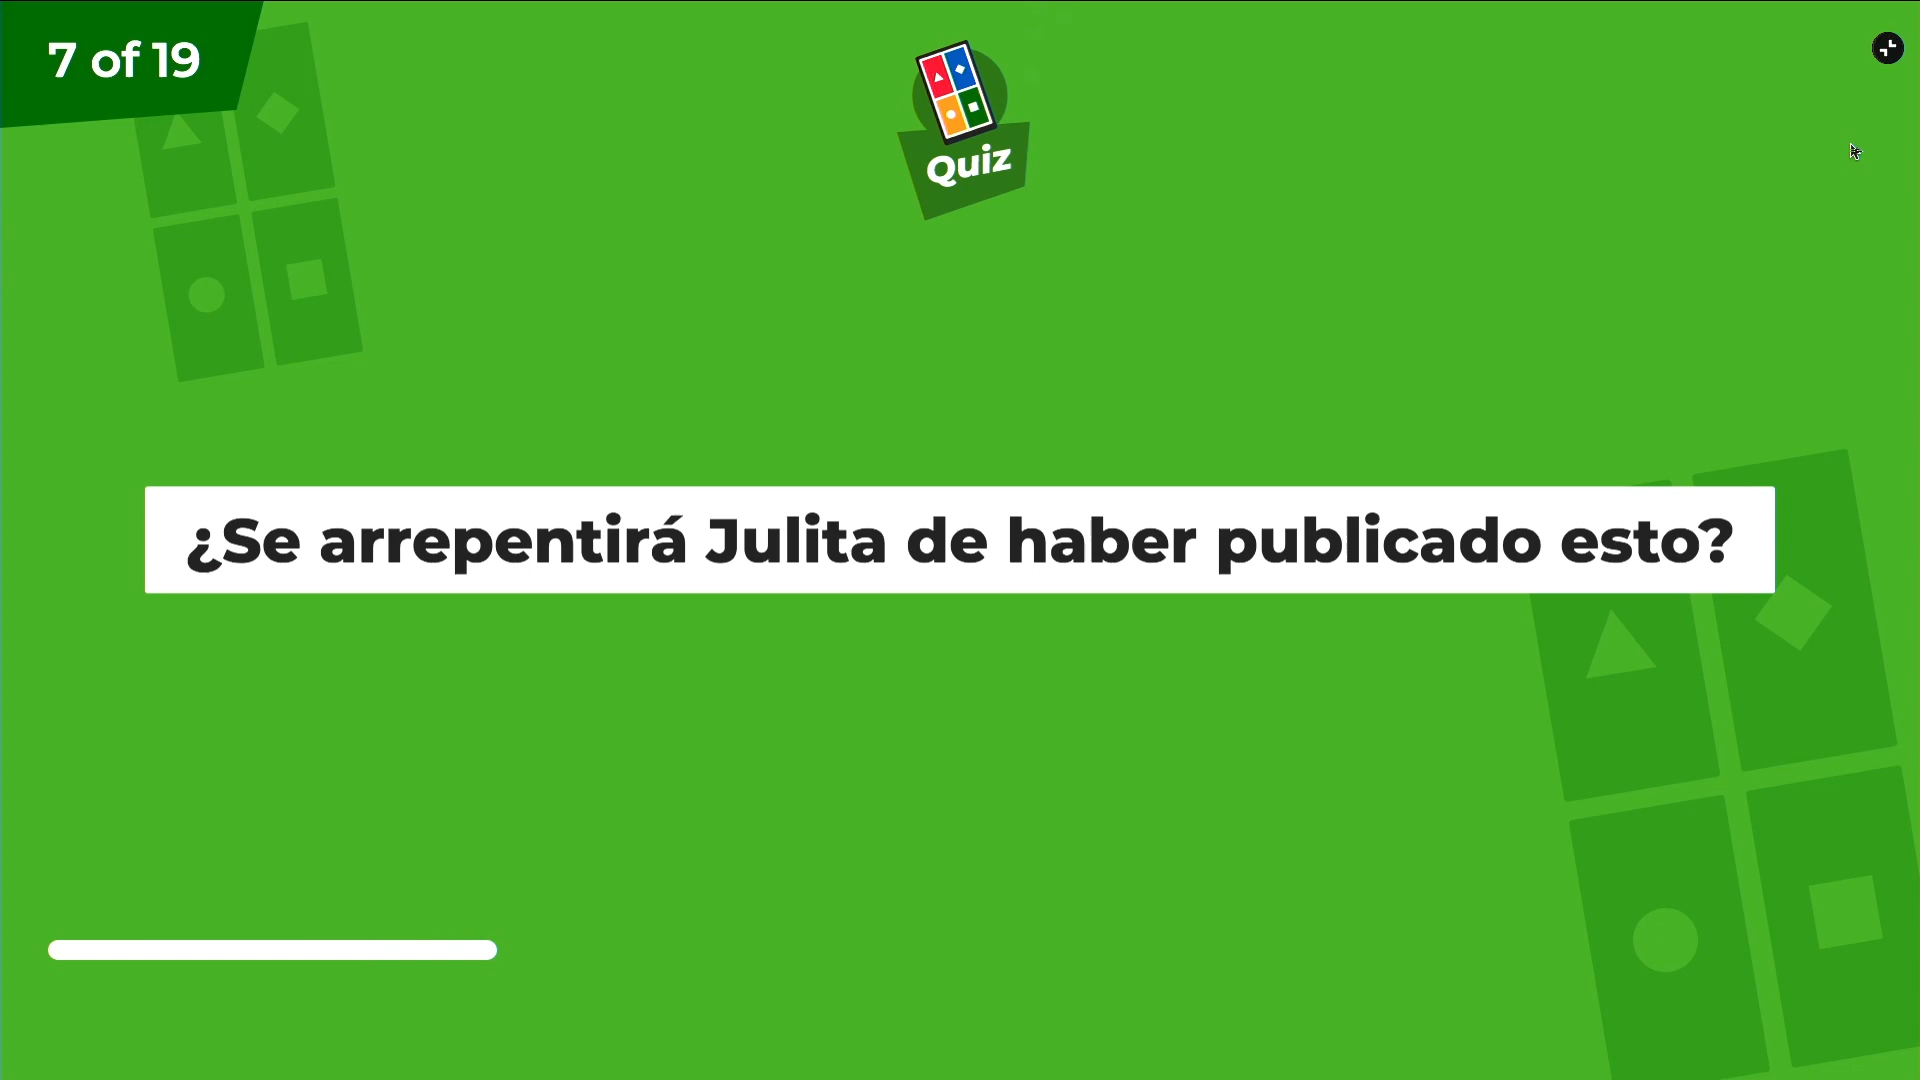 7 of 19
Quiz
¿Se arrepentirá Julita de haber publicado esto?